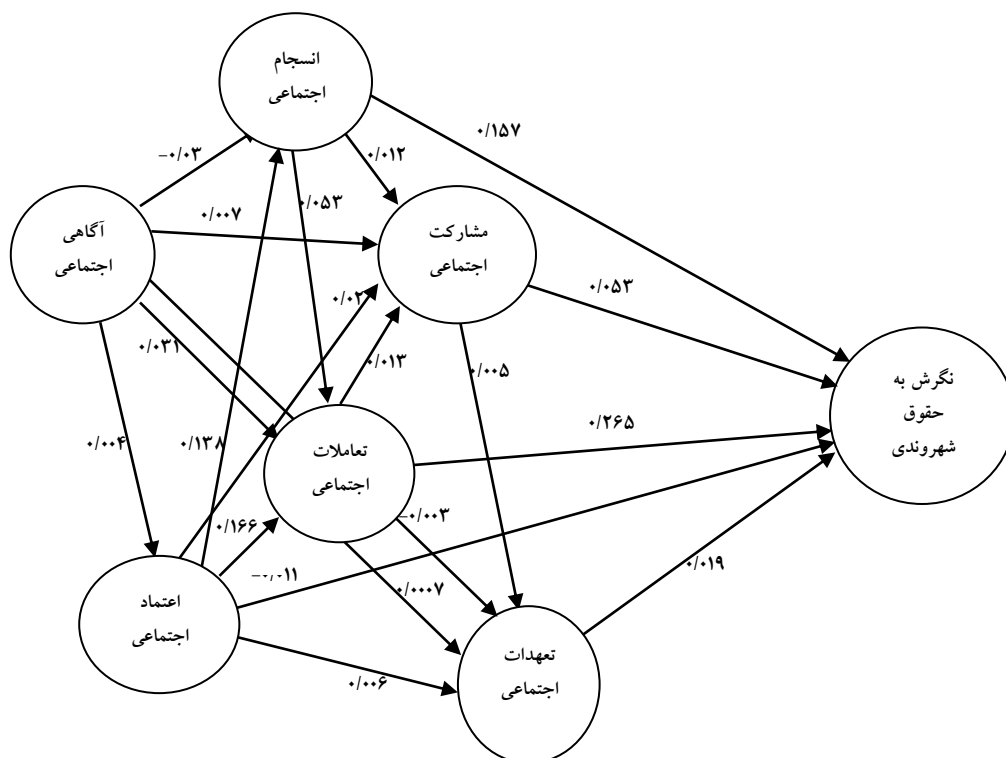 انسجام
اجتماعی
۰/۱۵۷
−۰/۰۳
۰/۰۱۲
۰/۰۵۳
۰/۰۰۷
آگاهی
اجتماعی
مشارکت
اجتماعی
۰/۰۲
۰/۰۵۳
۰/۰۳۱
۰/۰۱۳
۰/۰۰۵
نگرش به
حقوق
شهروندی
۰/۰۰۴
۰/۱۳۸
تعاملات
اجتماعی
۰/۲۶۵
۰/۱۶۶
−۰/۰۰۳
−۰/۰۱۱
۰/۰۰۰۷
۰/۰۱۹
اعتماد
اجتماعی
۰/۰۰۶
تعهدات
اجتماعی